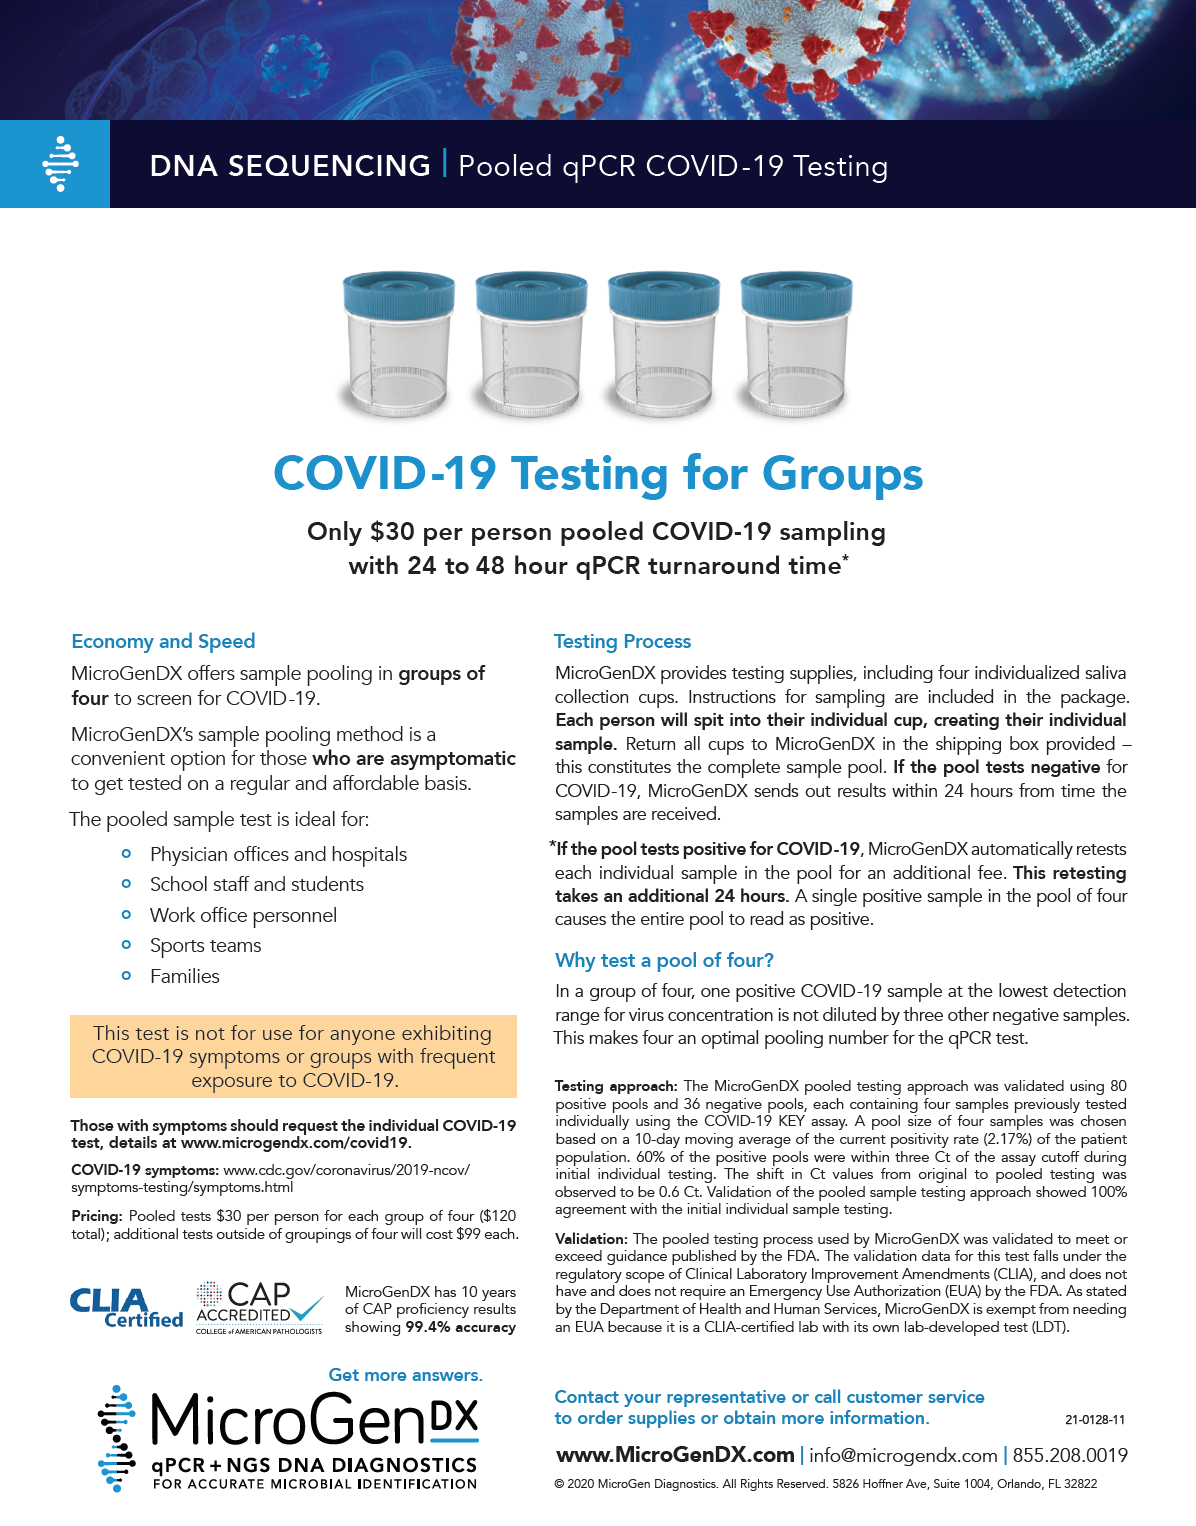 DNA SEQUENCING | Pooled qPCR COVID-19 Testing
COVID-19 Testing for Groups
Only $30 per person pooled COVID-19 sampling
with 24 to 48 hour qPCR turnaround time*
Economy and Speed
MicroGenDX offers sample pooling in groups of
four to screen for COVID-19.
MicroGenDX’s sample pooling method is a
convenient option for those who are asymptomatic
to get tested on a regular and affordable basis.
The pooled sample test is ideal for:
Physician offices and hospitals
School staff and students
Work office personnel
Sports teams
Families
This test is not for use for anyone exhibiting
COVID-19 symptoms or groups with frequent
exposure to COVID-19.
Those with symptoms should request the individual COVID-19
test, details at www.microgendx.com/covid19.
COVID-19 symptoms: www.cdc.gov/coronavirus/2019-ncov/
symptoms-testing/symptoms.html
Pricing: Pooled tests $30 per person for each group of four ($120
total); additional tests outside of groupings of four will cost $99 each.
CLIA
Certified
CAP
ACCREDITED
COLLEGE of AMERICAN PATHOLOGISTS
MicroGenDX has 10 years
of CAP proficiency results
showing 99.4% accuracy
Get more answers.
MicroGenDX
qPCR + NGS DNA DIAGNOSTICS
FOR ACCURATE MICROBIAL IDENTIFICATION
Testing Process
MicroGenDX provides testing supplies, including four individualized saliva
collection cups. Instructions for sampling are included in the package.
Each person will spit into their individual cup, creating their individual
sample. Return all cups to MicroGenDX in the shipping box provided –
this constitutes the complete sample pool. If the pool tests negative for
COVID-19, MicroGenDX sends out results within 24 hours from time the
samples are received.
*If the pool tests positive for COVID-19, MicroGenDX automatically retests
each individual sample in the pool for an additional fee. This retesting
takes an additional 24 hours. A single positive sample in the pool of four
causes the entire pool to read as positive.
Why test a pool of four?
In a group of four, one positive COVID-19 sample at the lowest detection
range for virus concentration is not diluted by three other negative samples.
This makes four an optimal pooling number for the qPCR test.
Testing approach: The MicroGenDX pooled testing approach was validated using 80
positive pools and 36 negative pools, each containing four samples previously tested
individually using the COVID-19 KEY assay. A pool size of four samples was chosen
based on a 10-day moving average of the current positivity rate (2.17%) of the patient
population. 60% of the positive pools were within three Ct of the assay cutoff during
initial individual testing. The shift in Ct values from original to pooled testing was
observed to be 0.6 Ct. Validation of the pooled sample testing approach showed 100%
agreement with the initial individual sample testing.
Validation: The pooled testing process used by MicroGenDX was validated to meet or
exceed guidance published by the FDA. The validation data for this test falls under the
regulatory scope of Clinical Laboratory Improvement Amendments (CLIA), and does not
have and does not require an Emergency Use Authorization (EUA) by the FDA. As stated
by the Department of Health and Human Services, MicroGenDX is exempt from needing
an EUA because it is a CLIA-certified lab with its own lab-developed test (LDT).
Contact your representative or call customer service
to order supplies or obtain more information.
21-0128-11
www.MicroGenDX.com | info@microgendx.com | 855.208.0019
© 2020 MicroGen Diagnostics. All Rights Reserved. 5826 Hoffner Ave, Suite 1004, Orlando, FL 32822